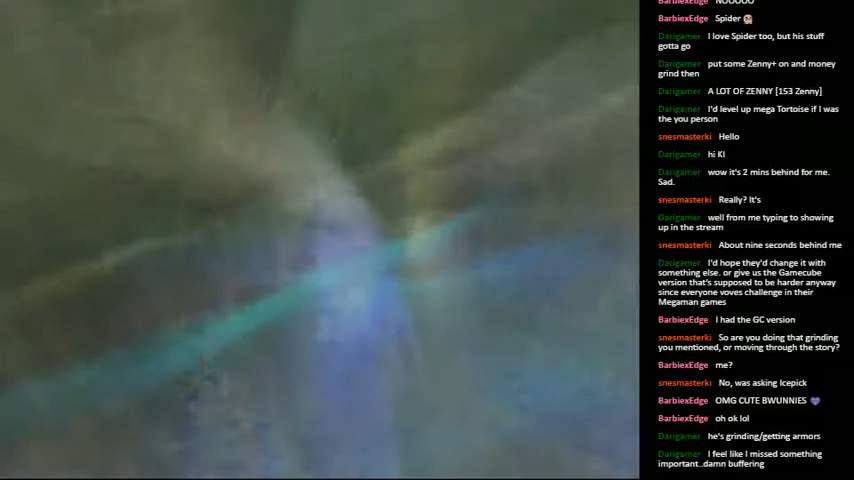 BarbiexEdge NOOOOO
BarbiexEdge Spider
Darigamer I love Spider too, but his stuff
gotta go
Darigamer put some Zenny+ on and money
grind then
Darigamer A LOT OF ZENNY [153 Zenny]
Darigamer I'd level up mega Tortoise if I was
the you person
snesmasterki Hello
Darigamer hi KI
Darigamer wow it's 2 mins behind for me.
Sad.
snesmasterki Really? It's
Darigamer well from me typing to showing
up in the stream
snesmasterki About nine seconds behind me
Darigamer I'd hope they'd change it with
something else. or give us the Gamecube
version that's supposed to be harder anyway
since everyone voves challenge in their
Megaman games
BarbiexEdge I had the GC version
snesmasterki So are you doing that grinding
you mentioned, or moving through the story?
BarbiexEdge me?
snesmasterki No, was asking Icepick
BarbiexEdge OMG CUTE BWUNNIES
BarbiexEdge oh ok lol
Darigamer he's grinding/getting armors
Darigamer I feel like I missed something
important..damn buffering